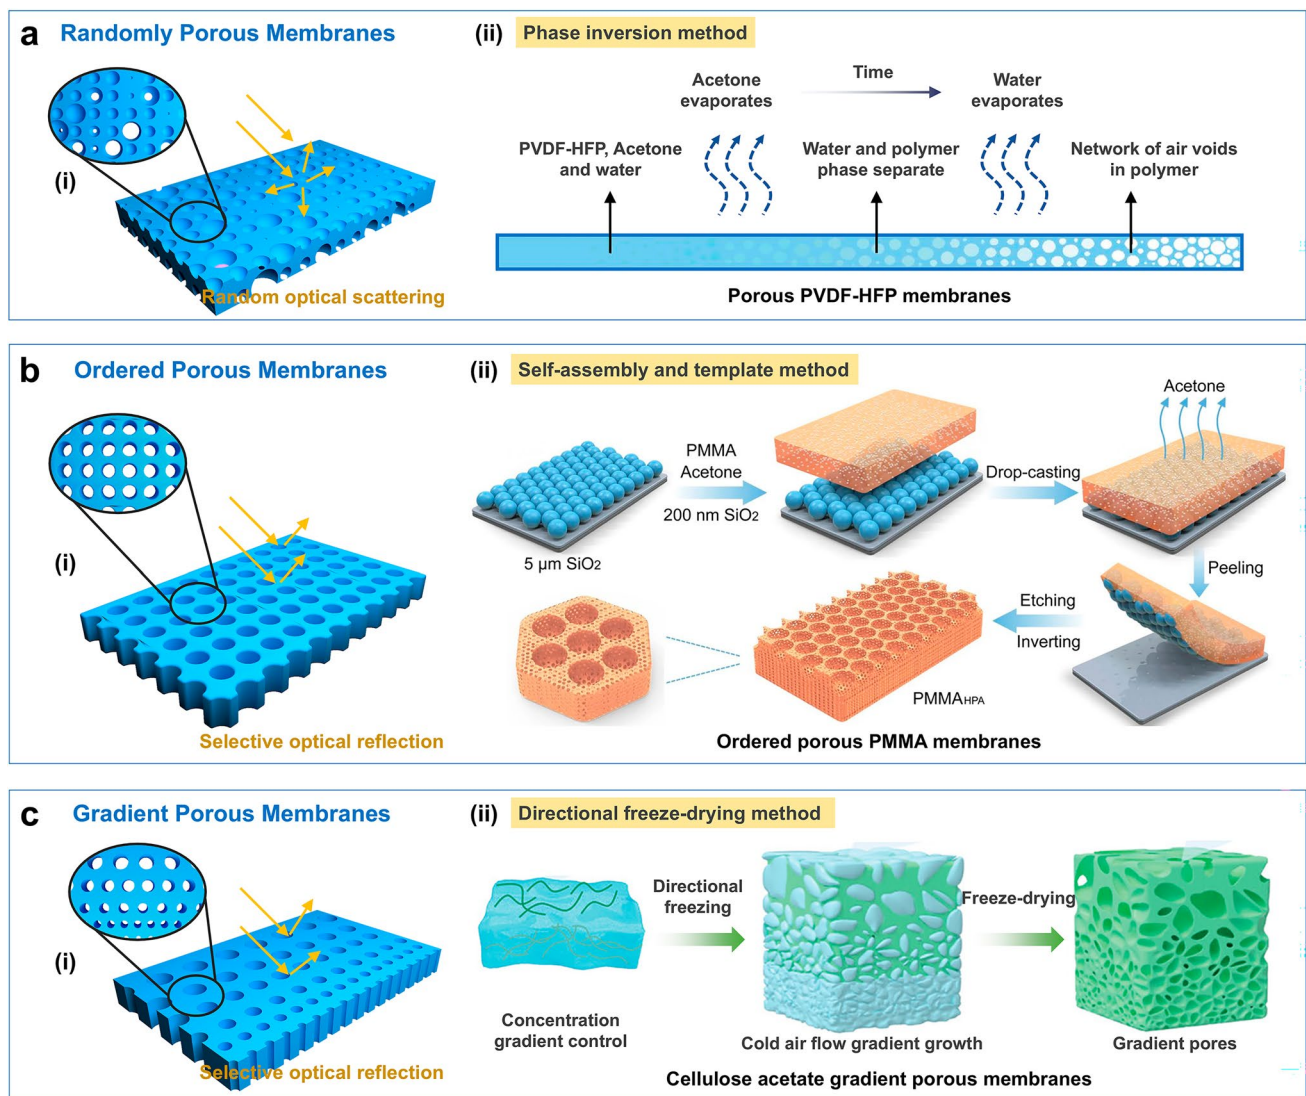 a Randomly Porous Membranes
(i)
Random optical scattering
(ii) Phase inversion method
Acetone
evaporates
Time
Water
evaporates
PVDF-HFP, Acetone
and water
Water and polymer
phase separate
Network of air voids
in polymer
Porous PVDF-HFP membranes
b Ordered Porous Membranes
(i)
Selective optical reflection
(ii) Self-assembly and template method
5 μm SiO2
PMMA
Acetone
200 nm SiO2
Drop-casting
Acetone
Peeling
Etching
Inverting
PMMAHPA
Ordered porous PMMA membranes
c Gradient Porous Membranes
(i)
Selective optical reflection
(ii) Directional freeze-drying method
Directional
freezing
Freeze-drying
Concentration
gradient control
Cold air flow gradient growth
Gradient pores
Cellulose acetate gradient porous membranes